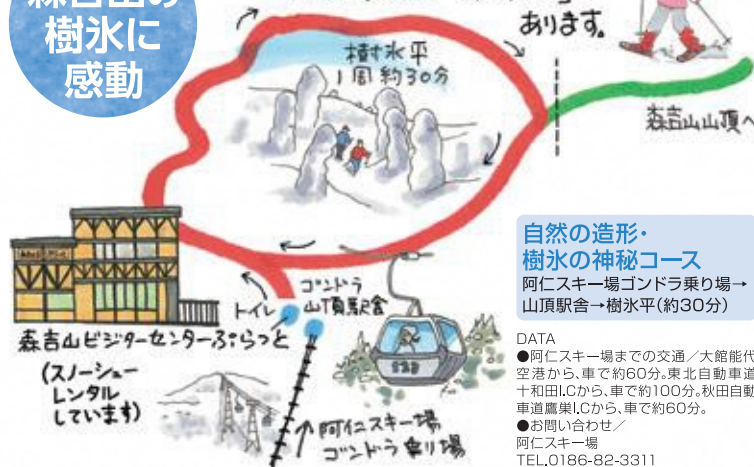 樹氷に
感動
あります。
樹氷平
1周約30分
森吉山山頂へ
ゴンドラ
山頂駅舎
トイレ
森吉山ビジターセンターぷらっと
(スノーシュー
レンタル
しています)
阿仁スキー場
ゴンドラ乗り場
自然の造形・
樹氷の神秘コース
阿仁スキー場ゴンドラ乗り場→
山頂駅舎→樹氷平(約30分)
DATA
●阿仁スキー場までの交通／大館能代
空港から、車で約60分。東北自動車道
十和田I.Cから、車で約100分。秋田自動
車道鷹巣I.Cから、車で約60分。
●お問い合わせ／
阿仁スキー場
TEL.0186-82-3311